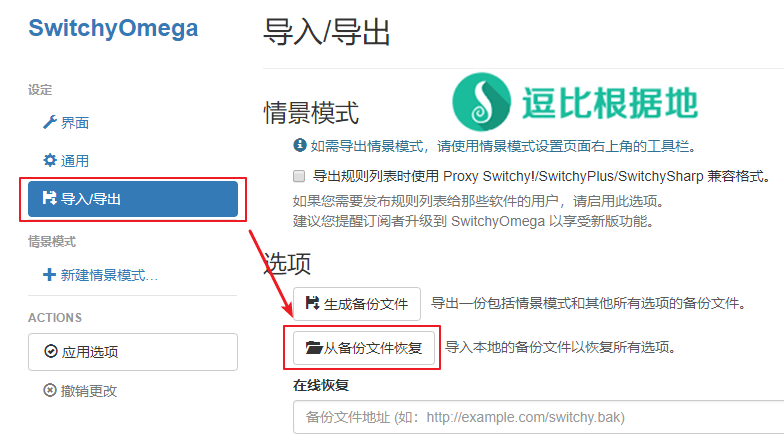 SwitchyOmega
设定
界面
通用
导入/导出
情景模式
新建情景模式...
ACTIONS
应用选项
撤销更改
导入/导出
逗比根据地
情景模式
如需导出情景模式，请使用情景模式设置页面右上角的工具栏。
导出规则列表时使用 Proxy Switchy!/SwitchyPlus/SwitchySharp 兼容格式。
如果您需要发布规则列表给那些软件的用户，请启用此选项。
建议您提醒订阅者升级到 SwitchyOmega 以享受新版功能。
选项
生成备份文件 导出一份包括情景模式和其他所有选项的备份文件。
从备份文件恢复 导入本地的备份文件以恢复所有选项。
在线恢复
备份文件地址 (如：http://example.com/switchy.bak)